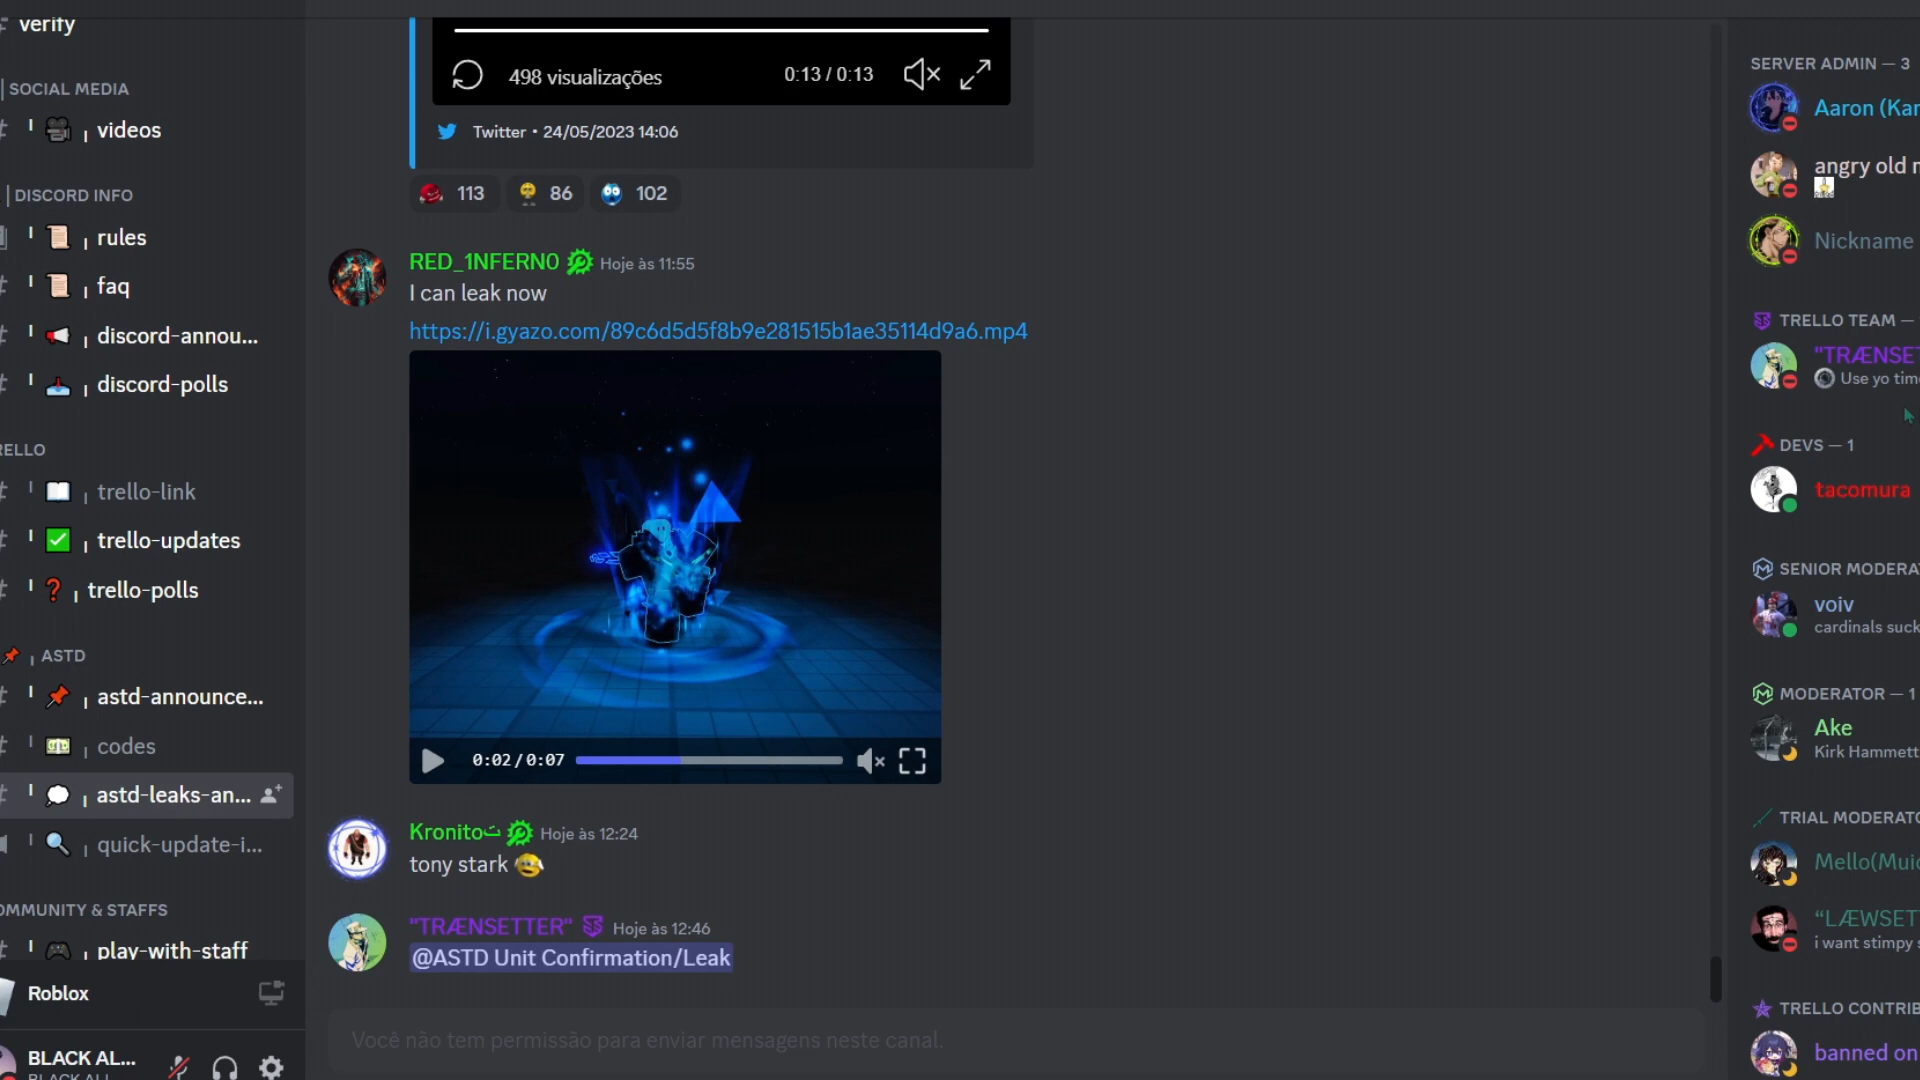 verify
SOCIAL MEDIA
videos
DISCORD INFO
rules
faq
discord-annou...
discord-polls
RELLO
trello-link
trello-updates
trello-polls
ASTD
astd-announce...
codes
astd-leaks-an...
quick-update-i...
OMMUNITY & STAFFS
play-with-staff
Roblox
BLACK AL...
498 visualizações
0:13 / 0:13
Twitter • 24/05/2023 14:06
113 86 102
RED_1NFERN0 Hoje às 11:55
I can leak now
https://i.gyazo.com/89c6d5d5f8b9e281515b1ae35114d9a6.mp4
0:02/0:07
Kronito Hoje às 12:24
tony stark
"TRÆNSETTER" Hoje às 12:46
@ASTD Unit Confirmation/Leak
Você não tem permissão para enviar mensagens neste canal.
SERVER ADMIN — 3
Aaron (Kar
angry old
Nickname
TRELLO TEAM —
"TRÆNSET
Use yo time
DEVS — 1
tacomura
SENIOR MODERA
voiv
cardinals suck
MODERATOR — 1
Ake
Kirk Hammett
TRIAL MODERATO
Mello(Muic
“LÆWSETT
i want stimpy s
TRELLO CONTRIB
banned on